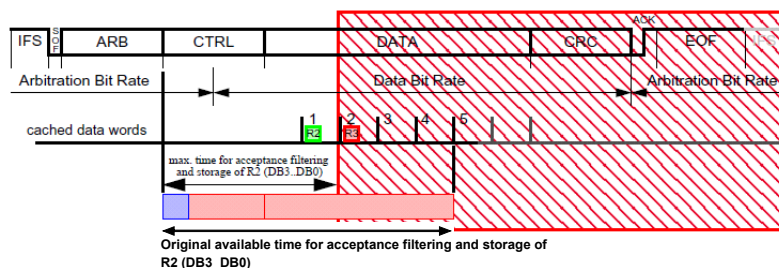 ACK
IFS SOF ARB CTRL DATA CRC EOF IFS
Arbitration Bit Rate Data Bit Rate Arbitration Bit Rate
1 2 3 4 5
cached data words R2 R3
max. time for acceptance filtering
and storage of R2 (DB3..DB0)
Original available time for acceptance filtering and storage of
R2 (DB3 DB0)